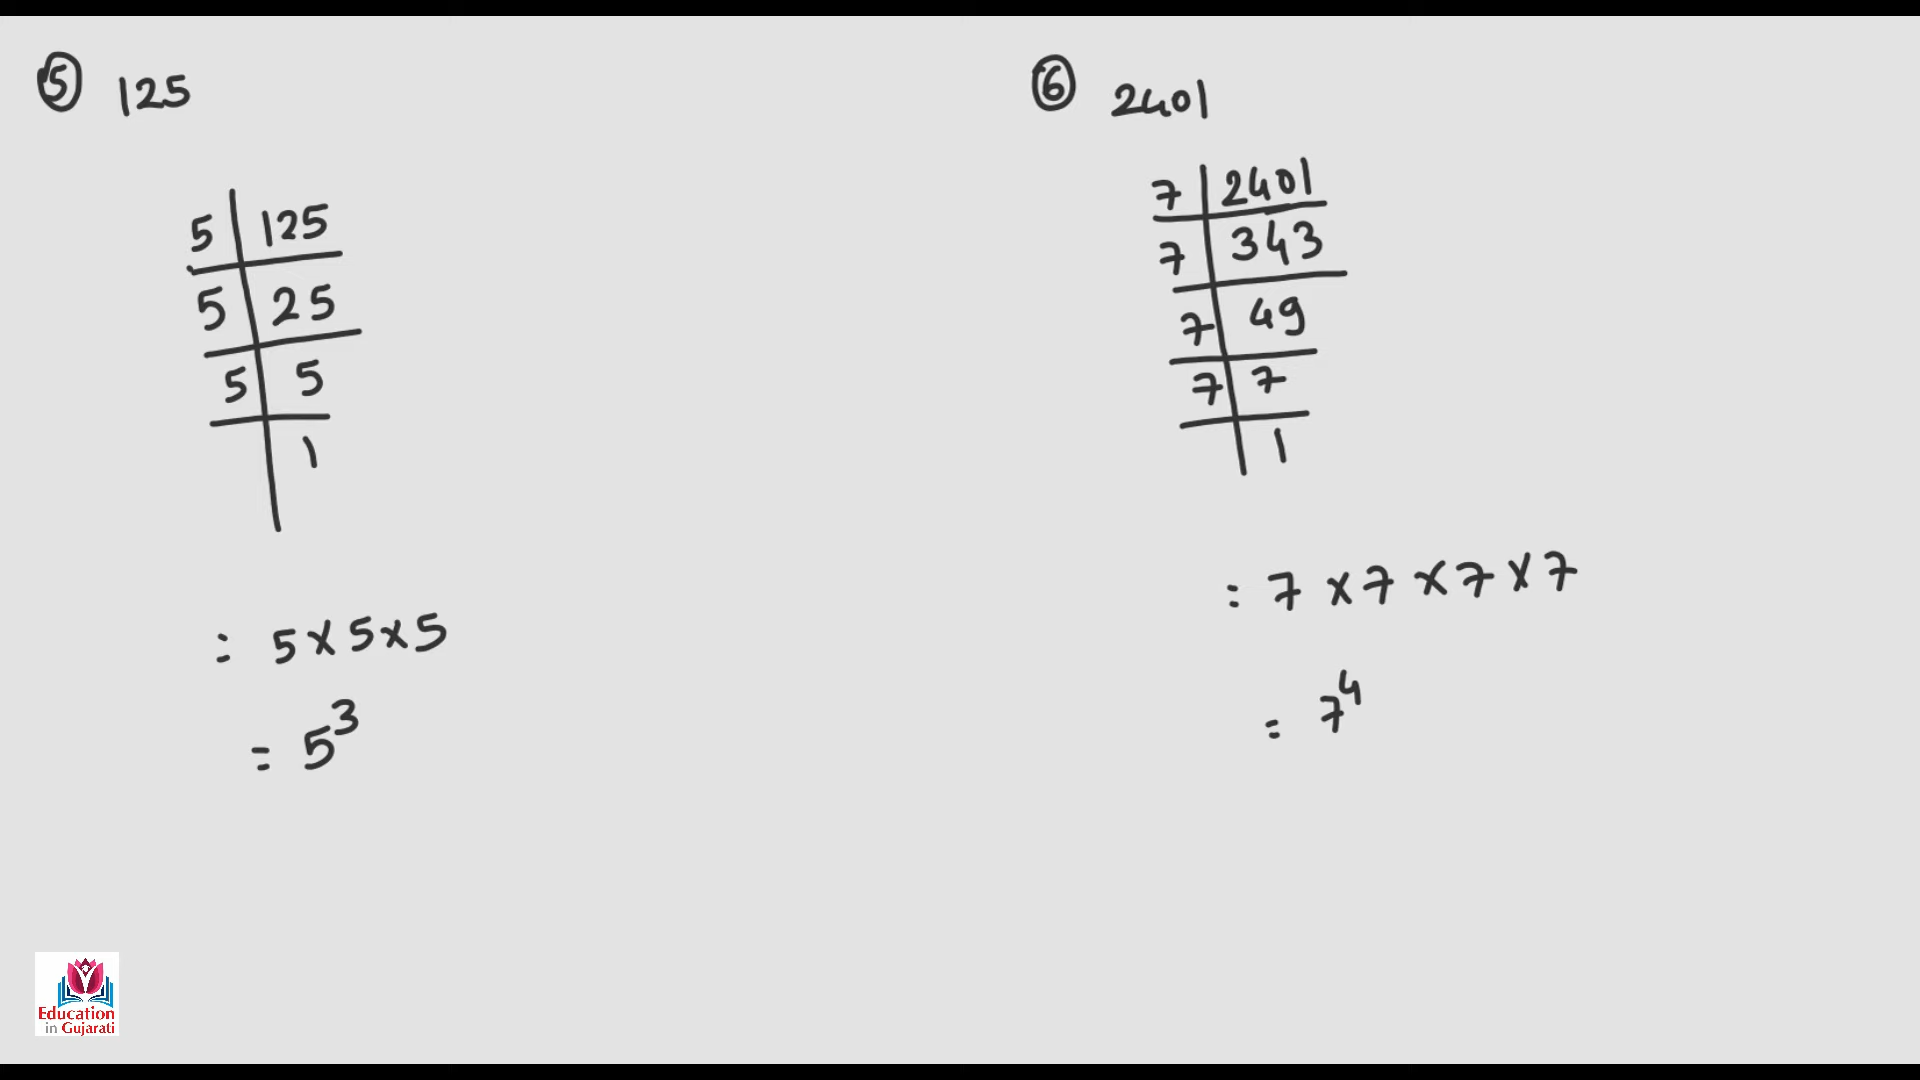 ⑤ 125
5 | 125
5 | 25
5 | 5
1
= 5 × 5 × 5
= 5³
⑥ 2401
7 | 2401
7 | 343
7 | 49
7 | 7
1
= 7 × 7 × 7 × 7
= 7⁴
Education
in Gujarati